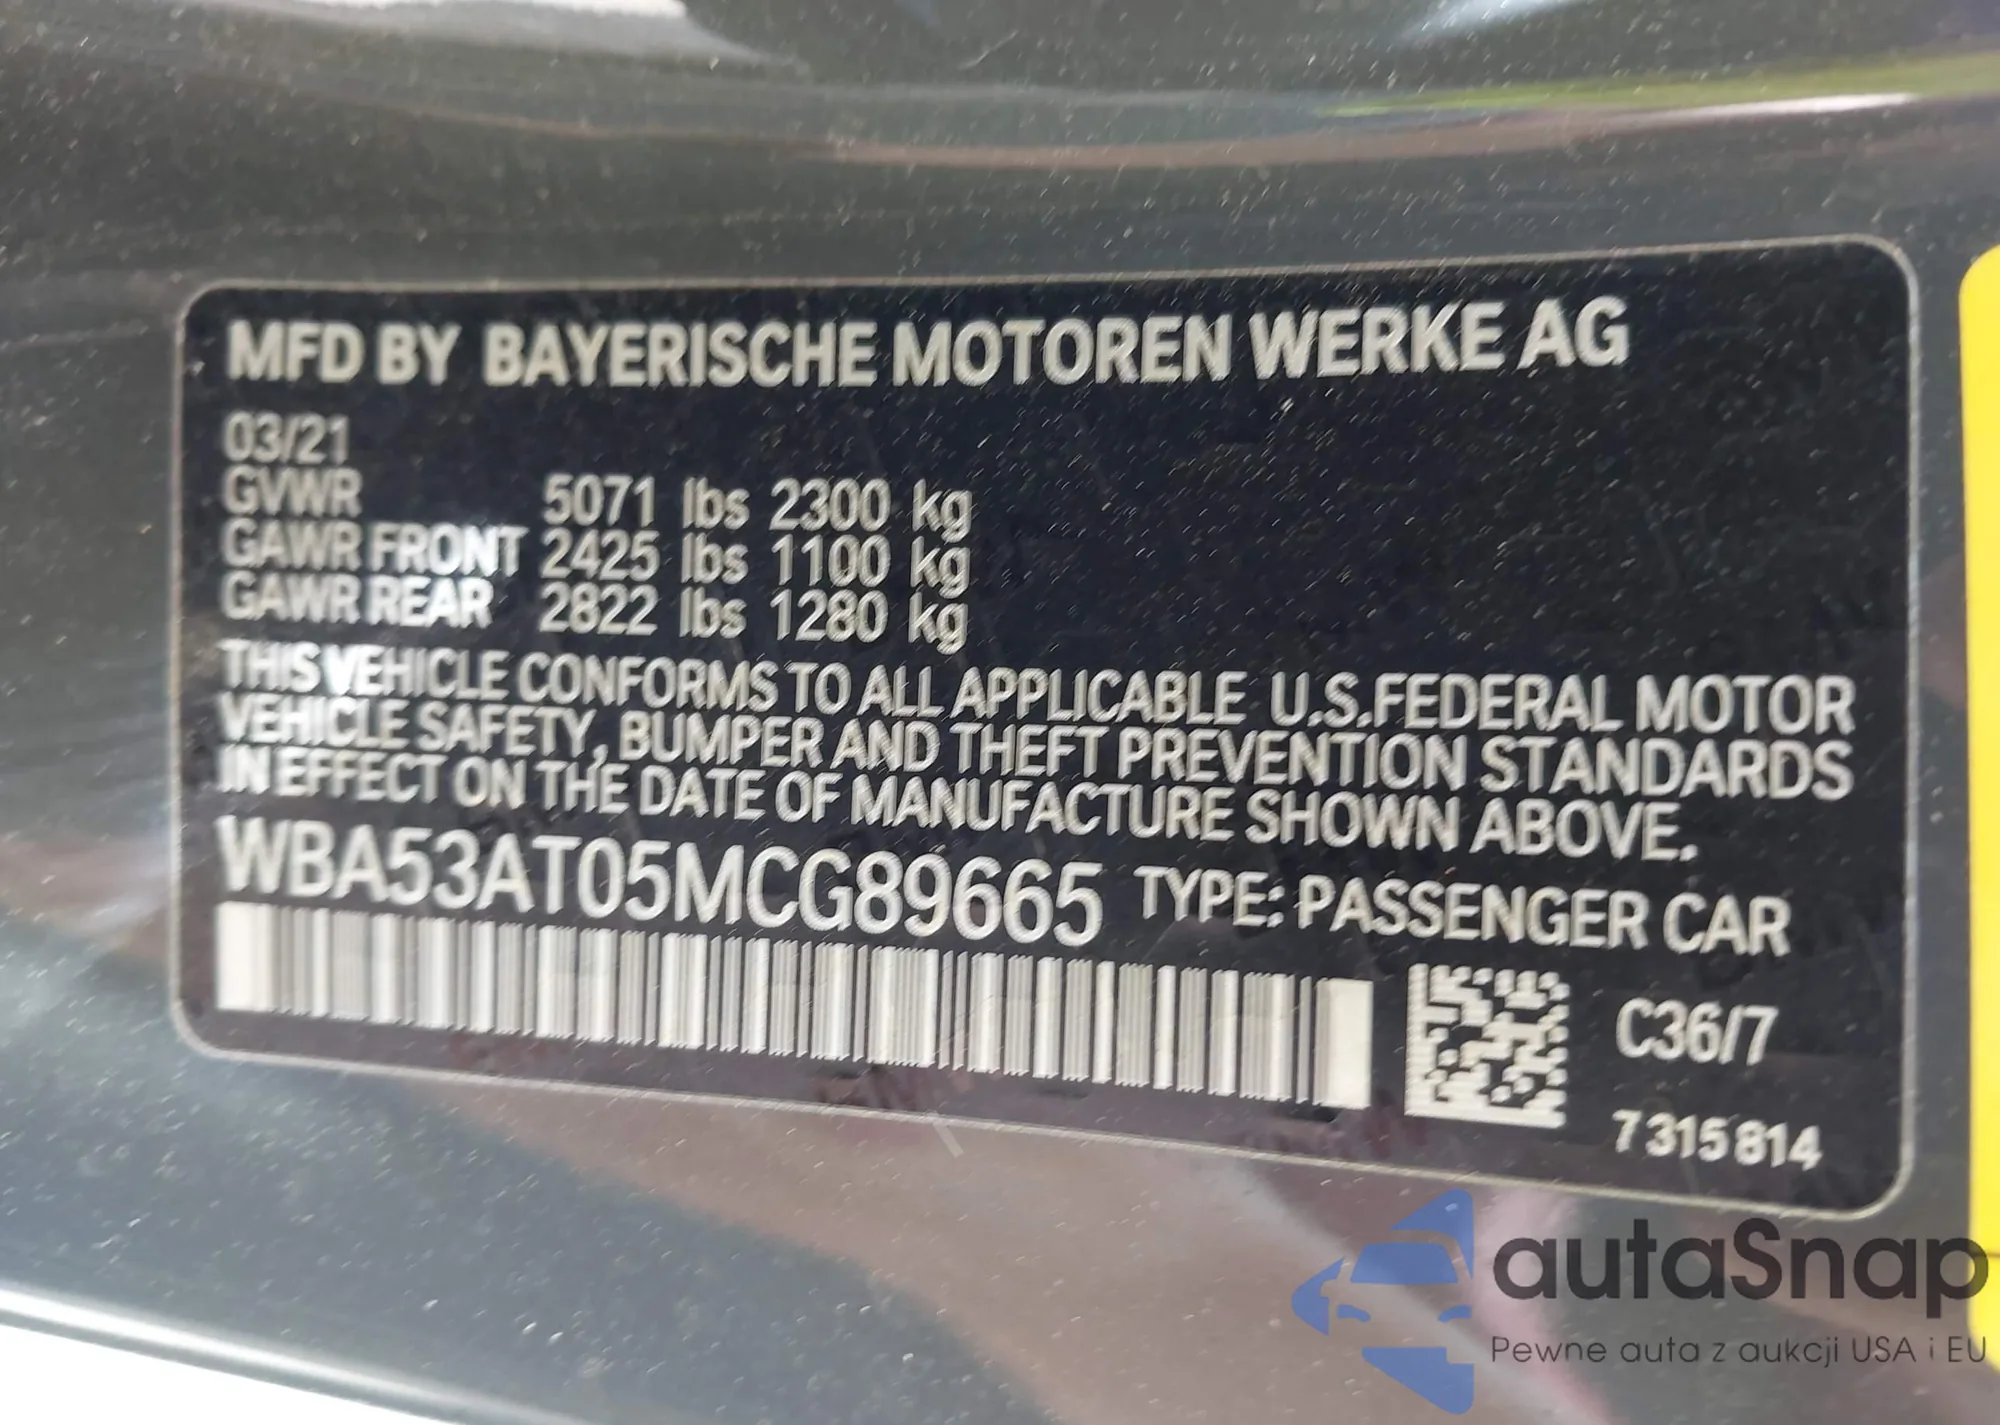 MFD BY BAYERISCHE MOTOREN WERKE AG
03/21
GVWR 5071 lbs 2300 kg
GAWR FRONT 2425 lbs 1100 kg
GAWR REAR 2822 lbs 1280 kg
THIS VEHICLE CONFORMS TO ALL APPLICABLE U.S.FEDERAL MOTOR
VEHICLE SAFETY, BUMPER AND THEFT PREVENTION STANDARDS
IN EFFECT ON THE DATE OF MANUFACTURE SHOWN ABOVE.
WBA53AT05MCG89665 TYPE: PASSENGER CAR
C36/7
7 315 814
autaSnap
Pewne auta z aukcji USA i EU